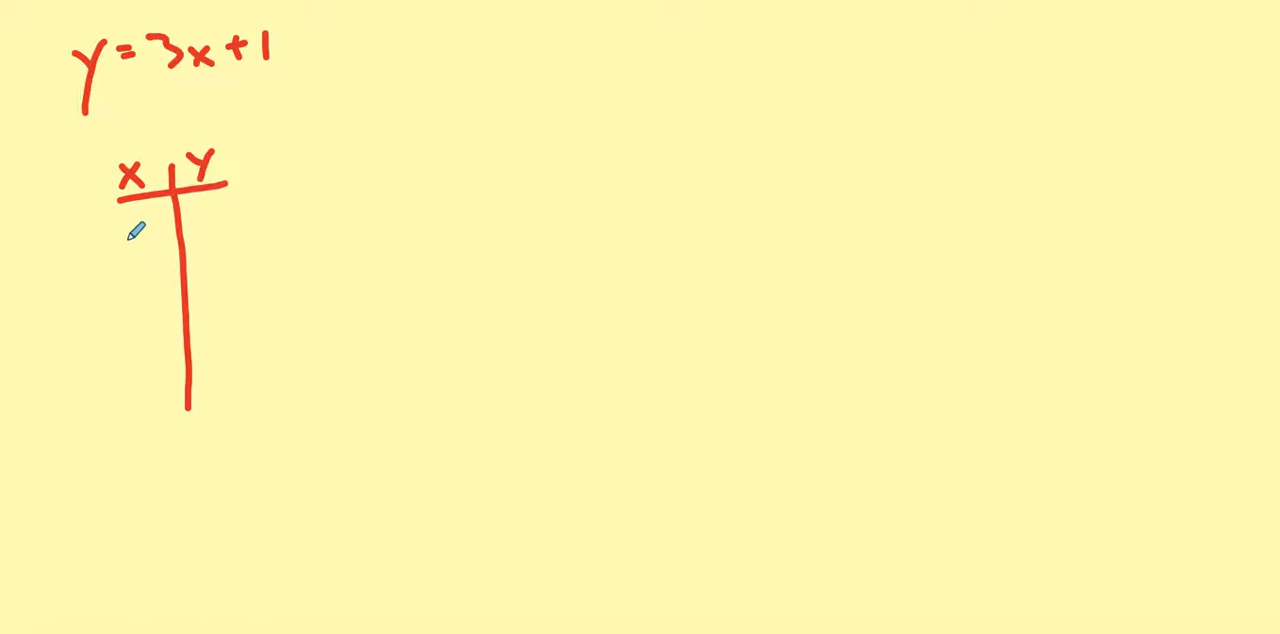 y = 3x + 1
x y